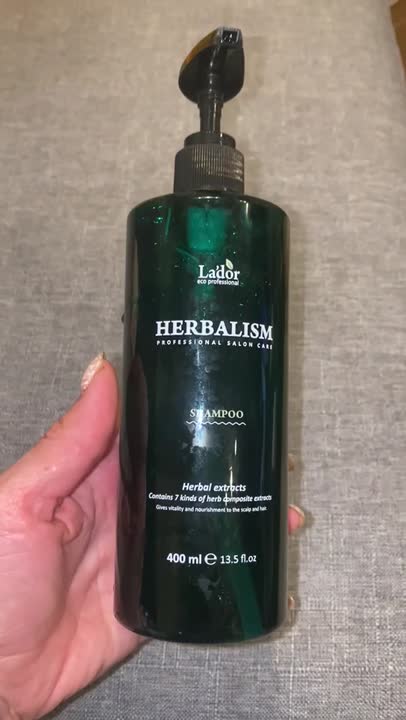 La'dor
eco professional
HERBALISM
PROFESSIONAL SALON CARE
SHAMPOO
Herbal extracts
Contains 7 kinds of herb composite extracts
Gives vitality and nourishment to the scalp and hair.
400 ml ℮ 13.5 fl.oz